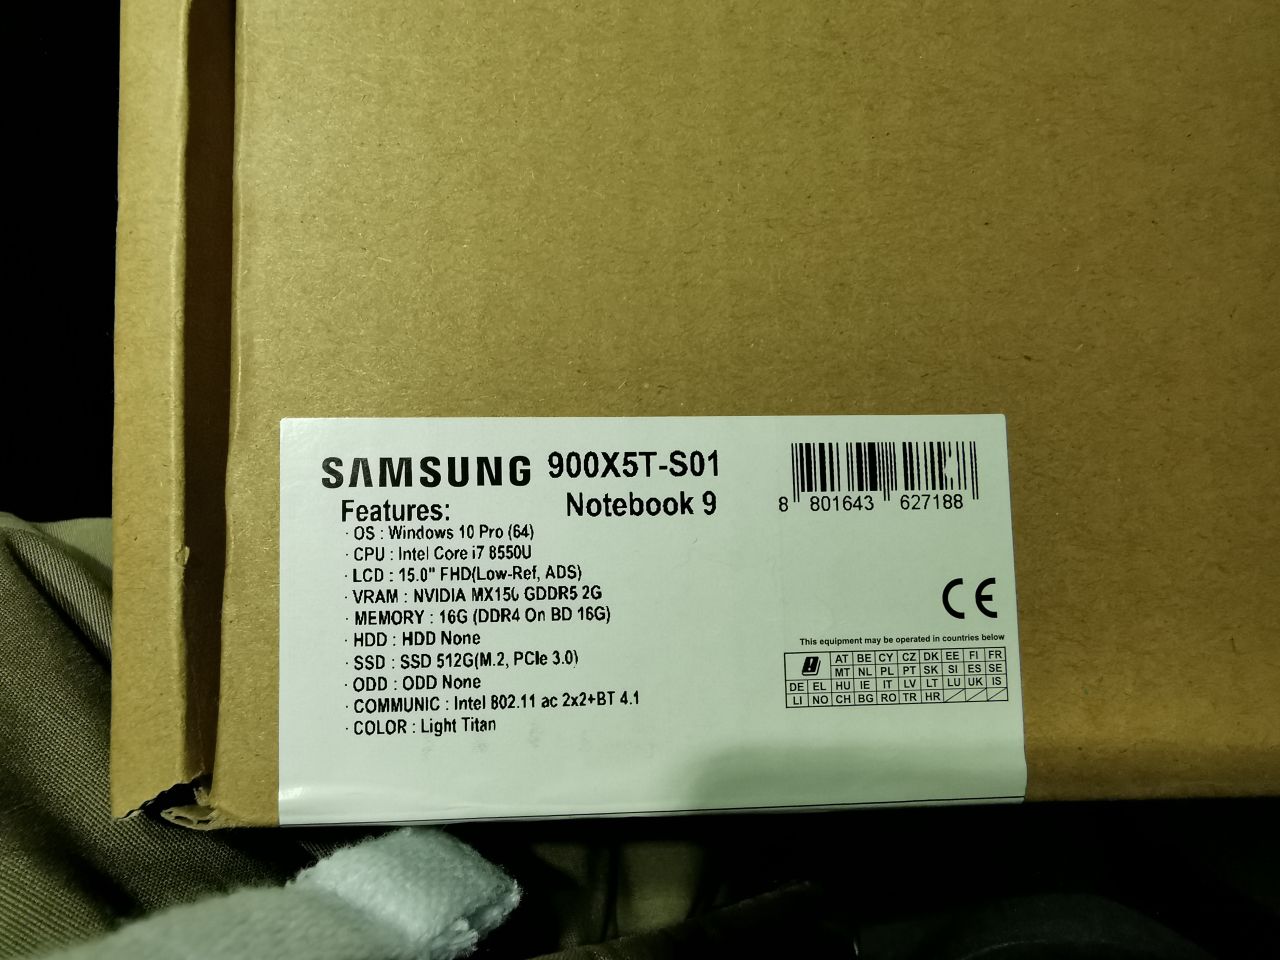 SAMSUNG 900X5T-S01
Notebook 9
Features:
· OS : Windows 10 Pro (64)
· CPU : Intel Core i7 8550U
· LCD : 15.0" FHD(Low-Ref, ADS)
· VRAM : NVIDIA MX150 GDDR5 2G
· MEMORY : 16G (DDR4 On BD 16G)
· HDD : HDD None
· SSD : SSD 512G(M.2, PCIe 3.0)
· ODD : ODD None
· COMMUNIC : Intel 802.11 ac 2x2+BT 4.1
· COLOR : Light Titan
8 801643 627188
CE
This equipment may be operated in countries below
AT BE CY CZ DK EE FI FR
MT NL PL PT SK SI ES SE
DE EL HU IE IT LV LT LU UK IS
LI NO CH BG RO TR HR